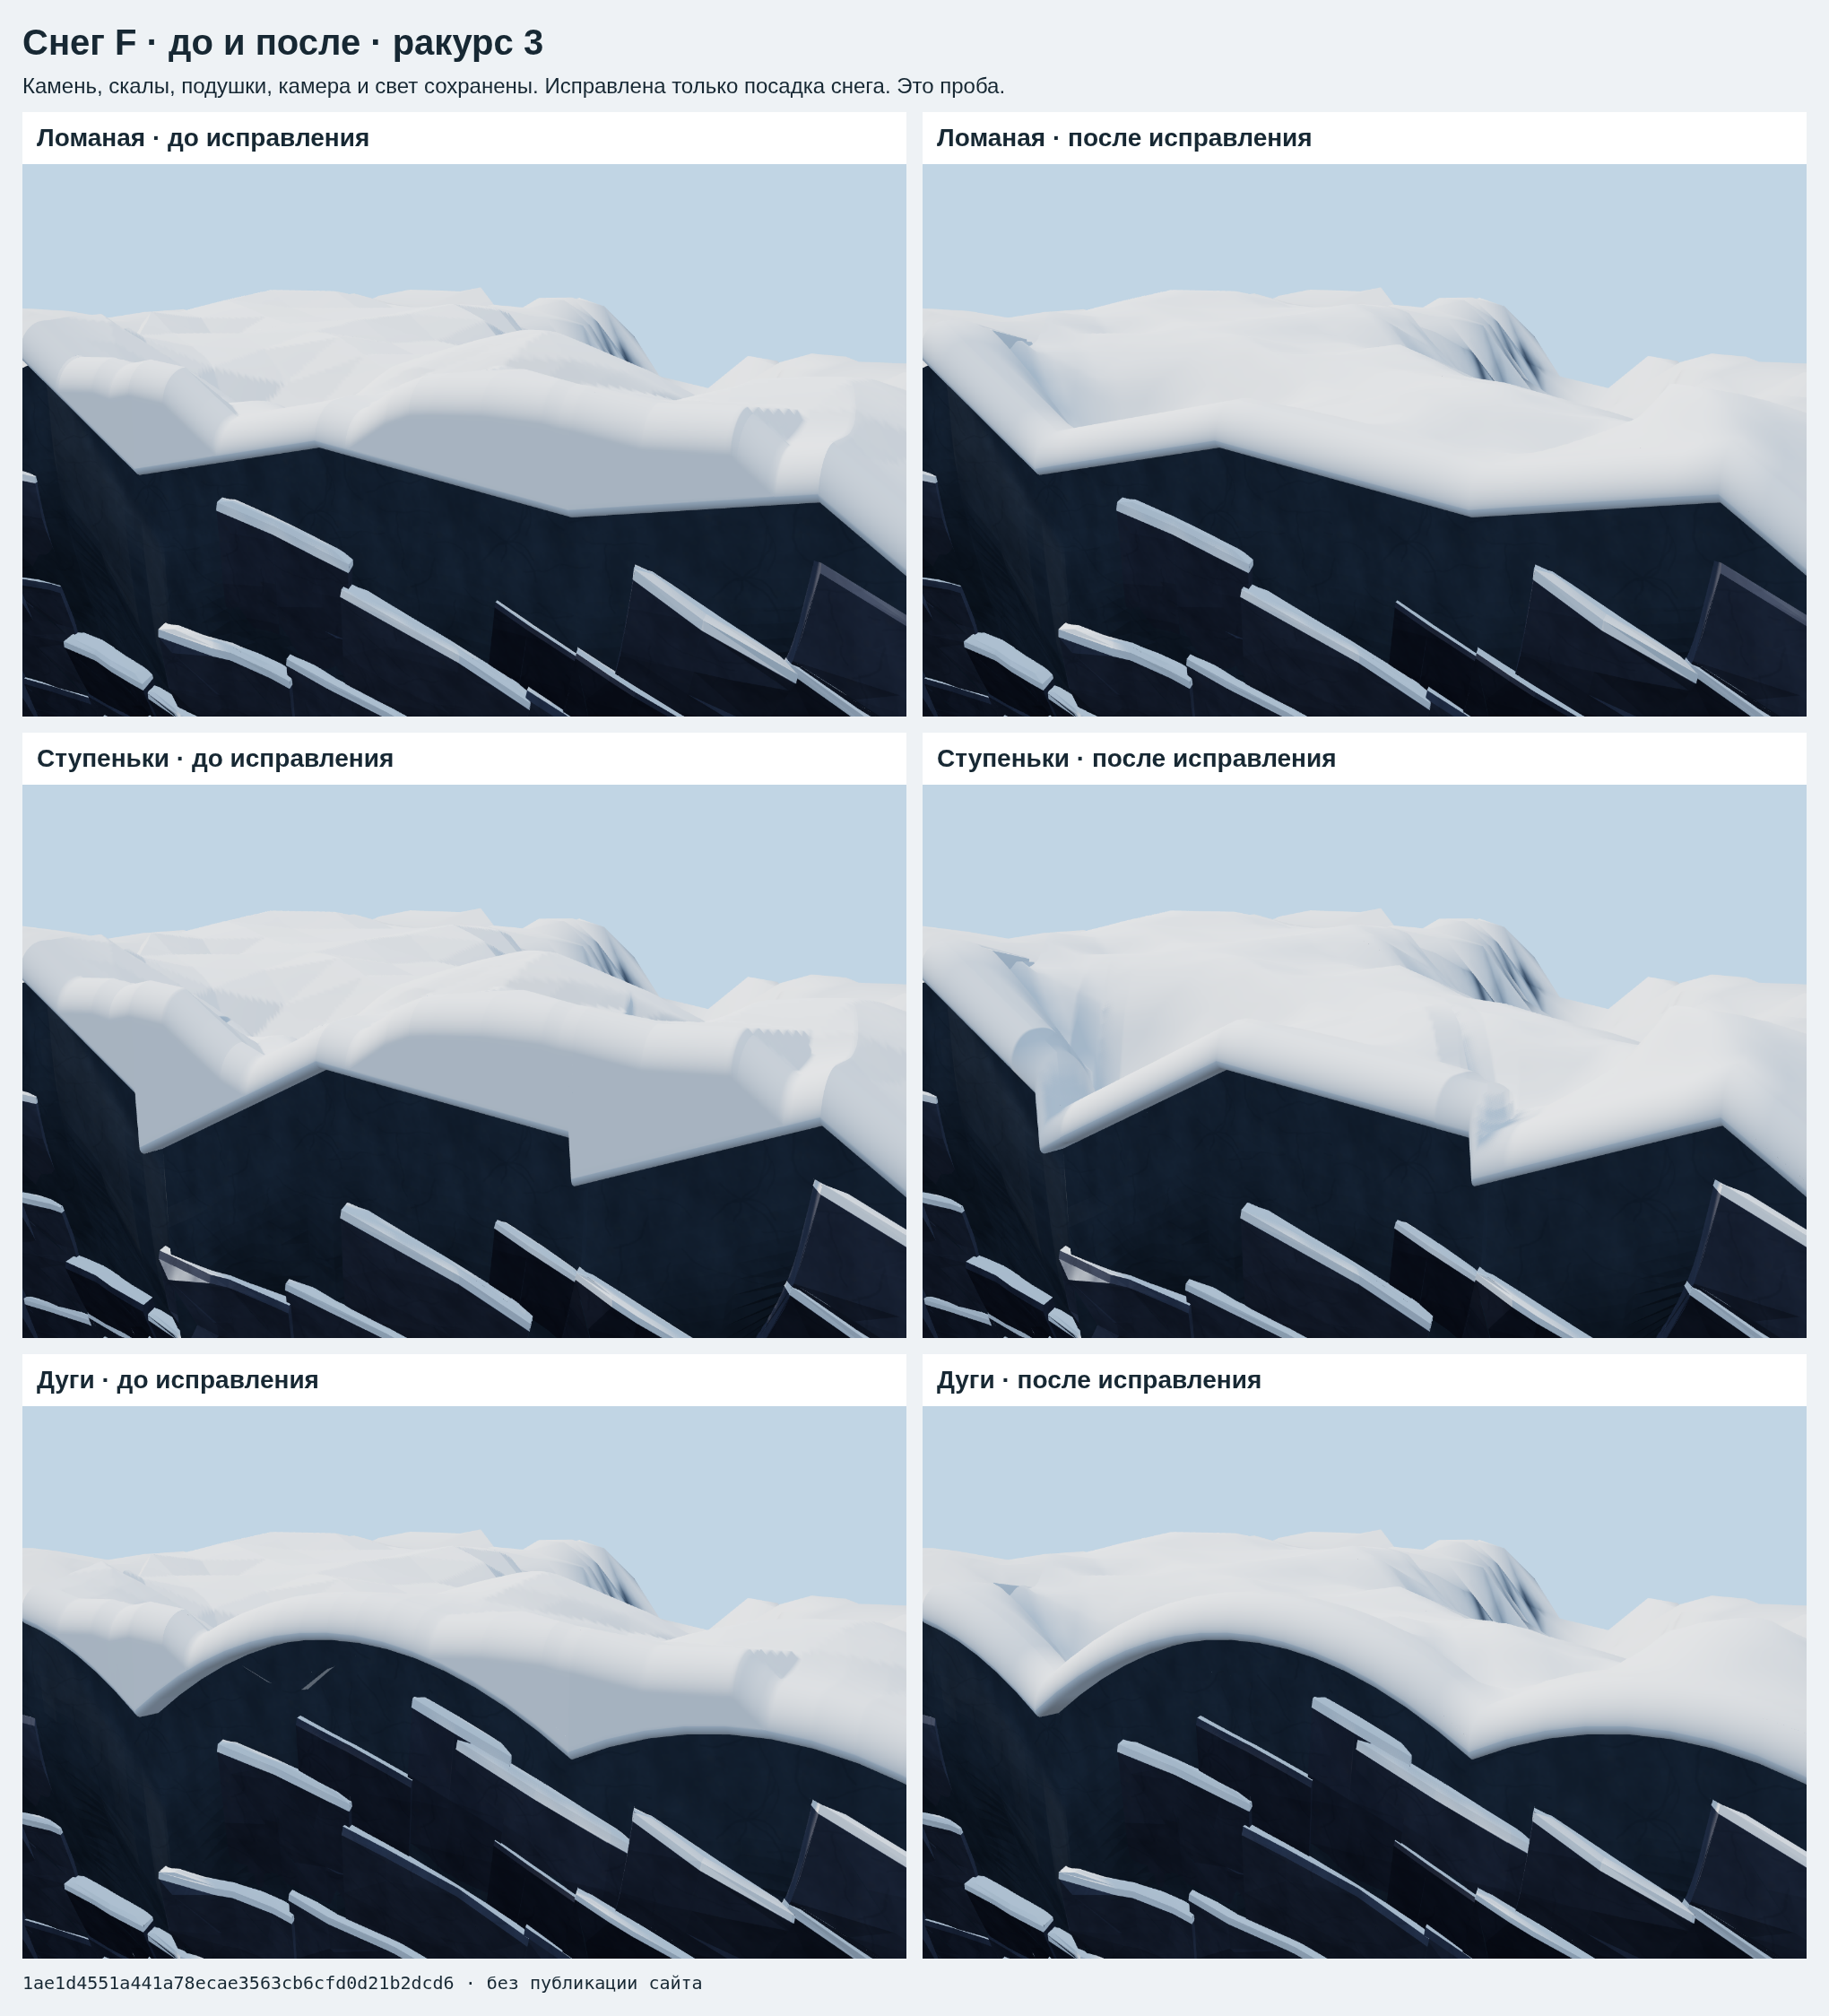 Снег F · до и после · ракурс 3
Камень, скалы, подушки, камера и свет сохранены. Исправлена только посадка снега. Это проба.
Ломаная · до исправления
Ломаная · после исправления
Ступеньки · до исправления
Ступеньки · после исправления
Дуги · до исправления
Дуги · после исправления
1ae1d4551a441a78ecae3563cb6cfd0d21b2dcd6 · без публикации сайта